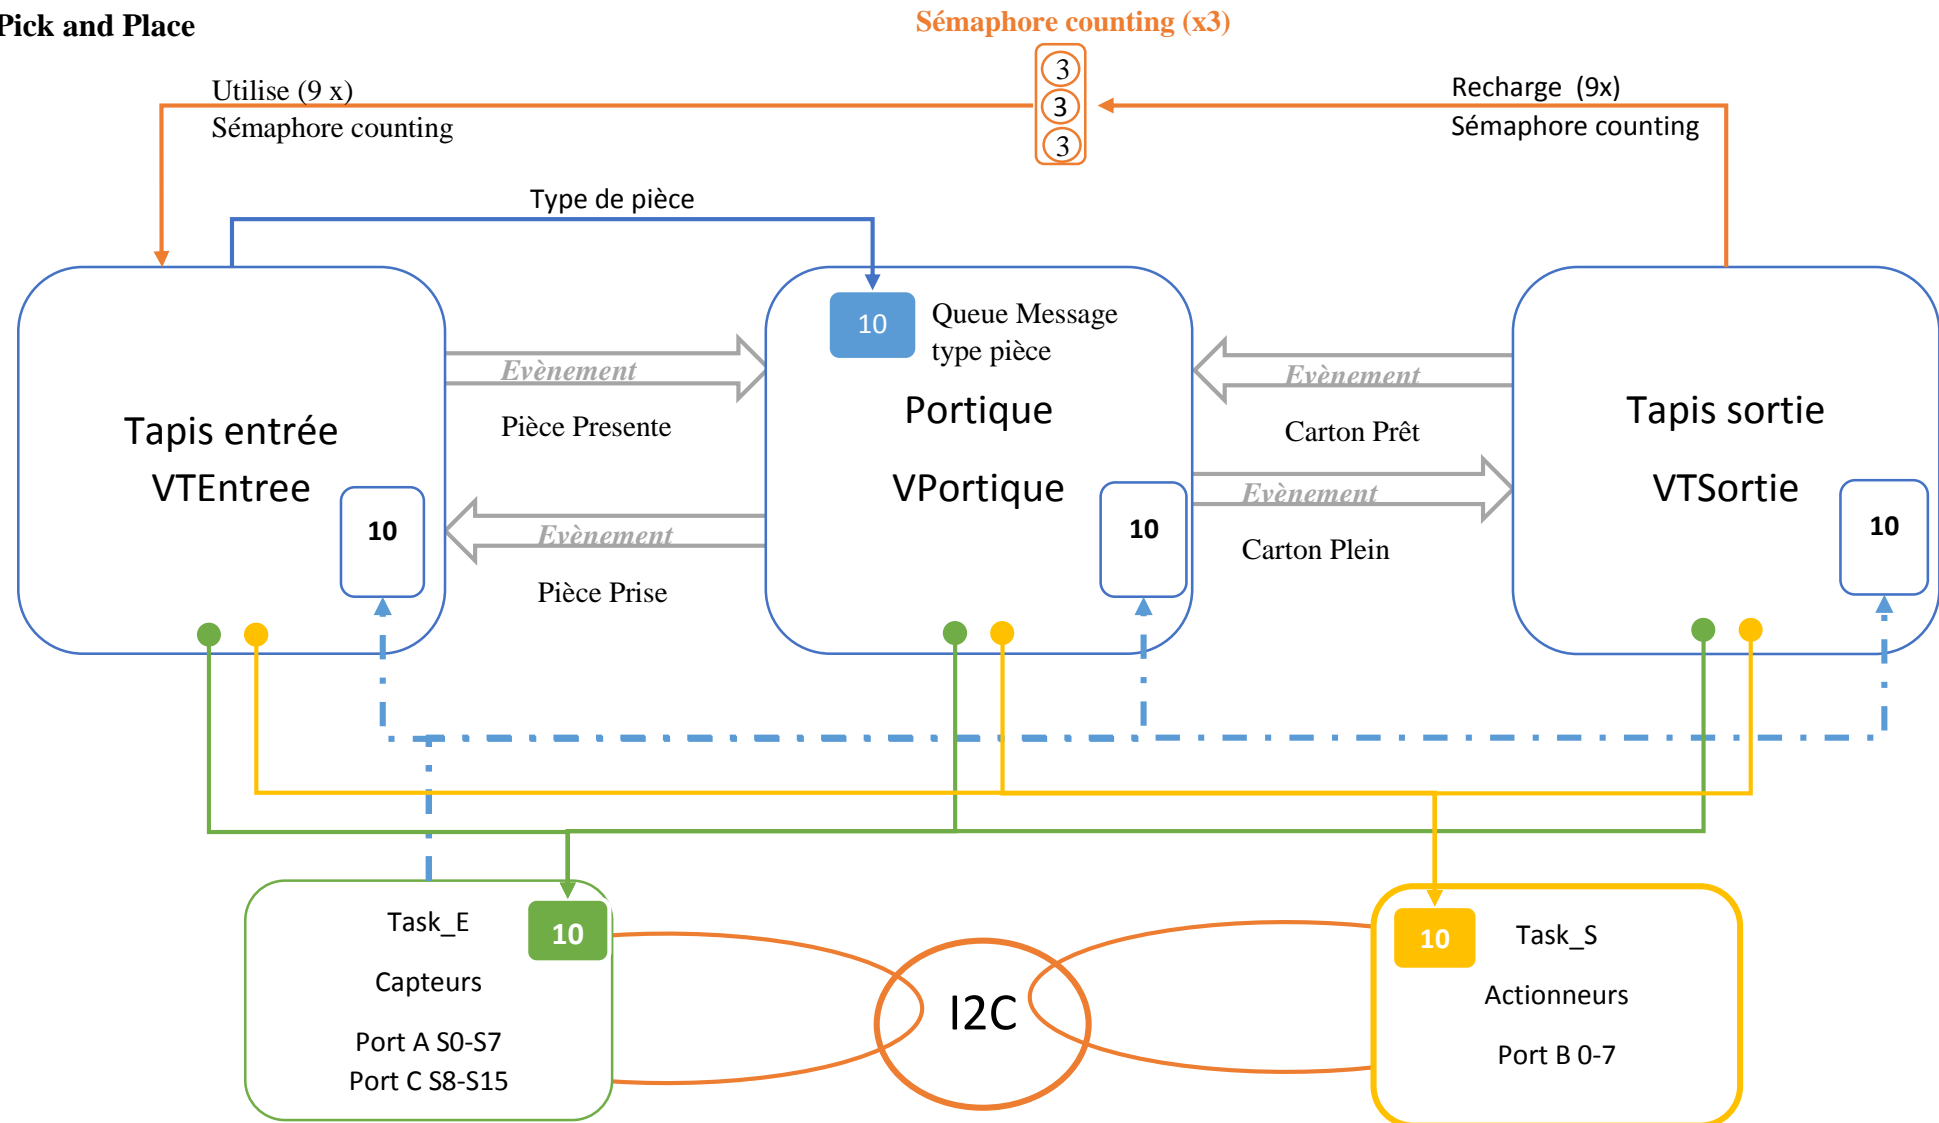 Pick and Place
Sémaphore counting (x3)
3
3
3
Utilise (9 x)
Sémaphore counting
Recharge (9x)
Sémaphore counting
Type de pièce
10
Queue Message
type pièce
Evènement
Pièce Presente
Evènement
Pièce Prise
Evènement
Carton Prêt
Evènement
Carton Plein
Tapis entrée
VTEntree
10
Portique
VPortique
10
Tapis sortie
VTSortie
10
Task_E
10
Capteurs
Port A S0-S7
Port C S8-S15
I2C
10
Task_S
Actionneurs
Port B 0-7